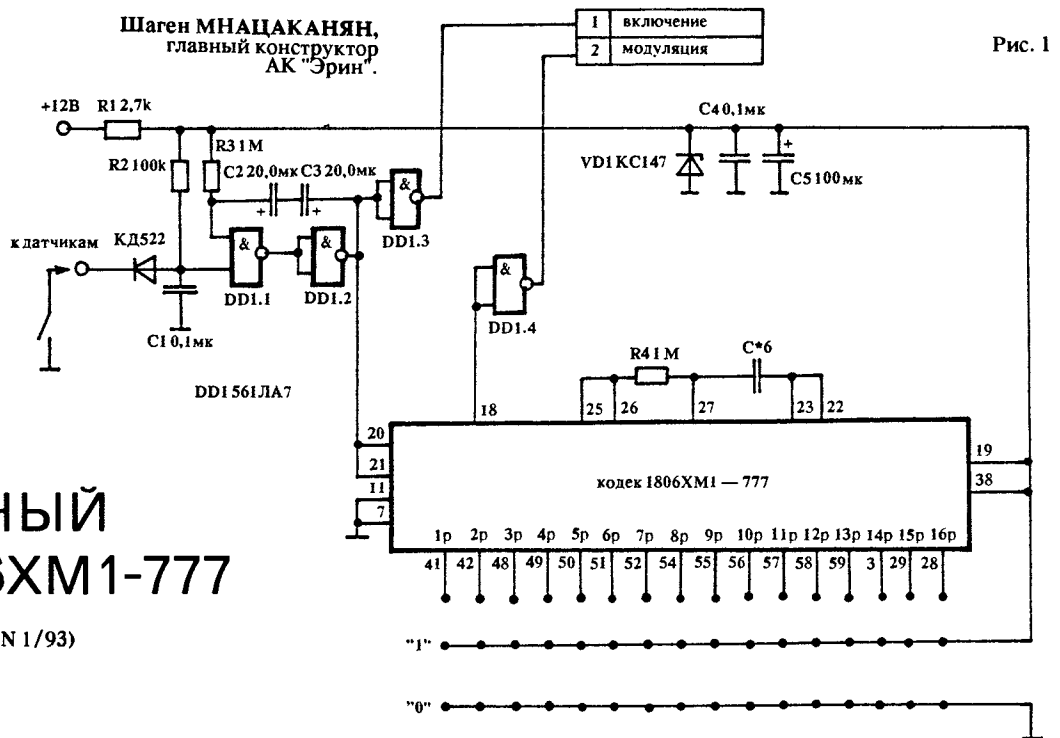 Шаген МНАЦАКАНЯН,
главный конструктор
АК "Эрин".
1 включение
2 модуляция
Рис. 1
+12В
R1 2,7k
R2 100k
R3 1М
C2 20,0мк C3 20,0мк
C4 0,1мк
VD1 КС147
+
C5 100мк
к датчикам
КД522
&
DD1.1
&
DD1.2
&
DD1.3
&
DD1.4
+ +
C1 0,1мк
DD1 561ЛА7
R4 1М
C*6
18 25 26 27 23 22
20
21
11
7
19
38
кодек 1806ХМ1 — 777
1р 2р 3р 4р 5р 6р 7р 8р 9р 10р 11р 12р 13р 14р 15р 16р
41 42 48 49 50 51 52 54 55 56 57 58 59 3 29 28
"1"
"0"
НЫЙ
6ХМ1-777
N 1/93)